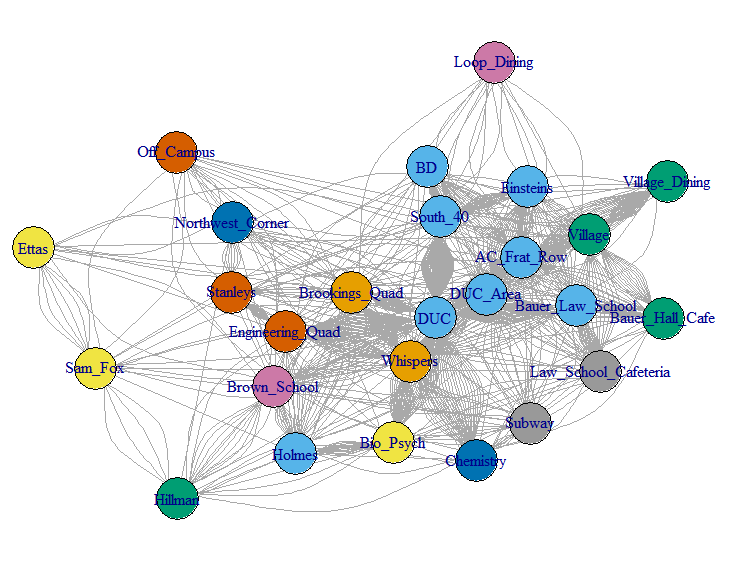 Loop_Dining
Off_Campus
BD
Einsteins
Village_Dining
Northwest_Corner
South_40
Village
Ettas
AC_Frat_Row
Stanleys
Brookings_Quad
DUC_Area
Bauer_Law_School
Bauer_Hall_Cafe
DUC
Engineering_Quad
Whispers
Sam_Fox
Law_School_Cafeteria
Brown_School
Subway
Bio_Psych
Holmes
Chemistry
Hillman